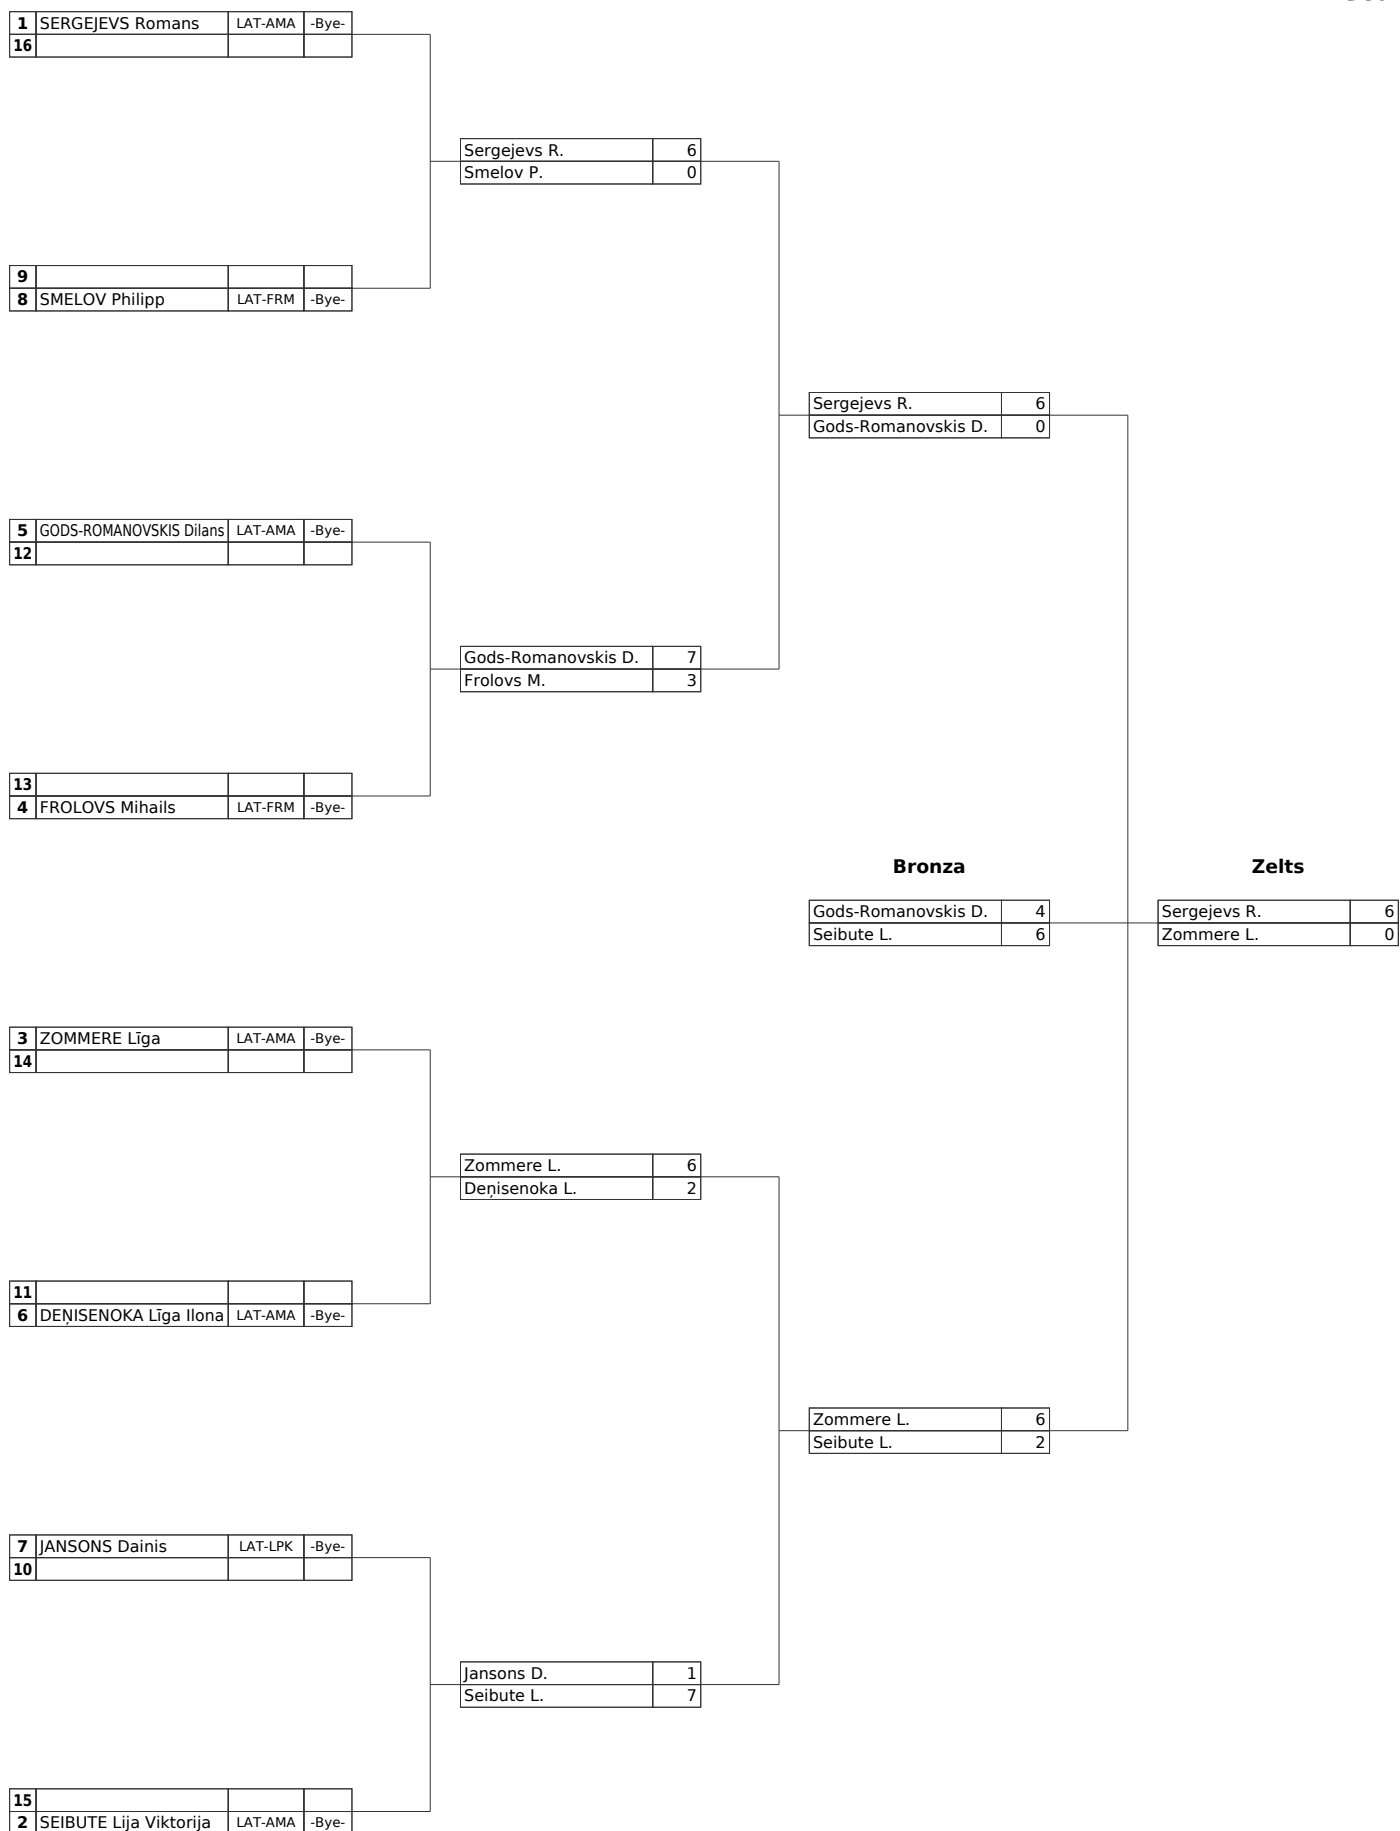 1 SERGEJEVS Romans LAT-AMA -Bye-
16
Sergejevs R. 6
Smelov P. 0
9
8 SMELOV Philipp LAT-FRM -Bye-
Sergejevs R. 6
Gods-Romanovskis D. 0
5 GODS-ROMANOVSKIS Dilans LAT-AMA -Bye-
12
Gods-Romanovskis D. 7
Frolovs M. 3
13
4 FROLOVS Mihails LAT-FRM -Bye-
Bronza Zelts
Gods-Romanovskis D. 4 Sergejevs R. 6
Seibute L. 6 Zommere L. 0
3 ZOMMERE Līga LAT-AMA -Bye-
14
Zommere L. 6
Deņisenoka L. 2
11
6 DEŅISENOKA Līga Ilona LAT-AMA -Bye-
Zommere L. 6
Seibute L. 2
7 JANSONS Dainis LAT-LPK -Bye-
10
Jansons D. 1
Seibute L. 7
15
2 SEIBUTE Lija Viktorija LAT-AMA -Bye-